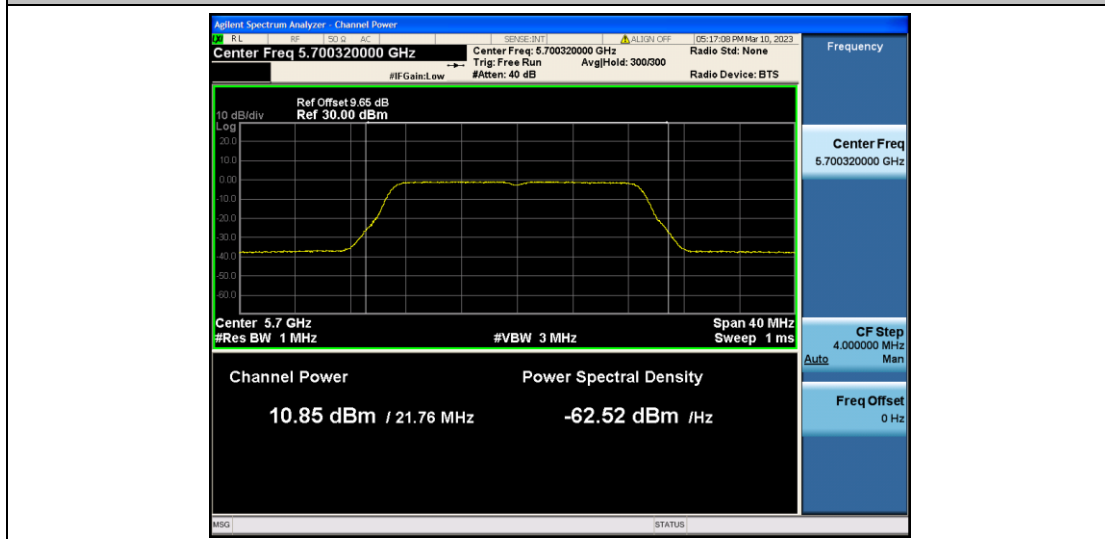 Agilent Spectrum Analyzer - Channel Power
RL RF 50 Ω AC SENSE:INT ALIGN OFF 05:17:08 PM Mar 10, 2023
Center Freq 5.700320000 GHz
Center Freq: 5.700320000 GHz
Radio Std: None
Trig: Free Run Avg|Hold: 300/300
#IFGain:Low
#Atten: 40 dB
Radio Device: BTS
Ref Offset 9.65 dB
10 dB/div Ref 30.00 dBm
Log
20.0
10.0
0.00
-10.0
-20.0
-30.0
-40.0
-50.0
-60.0
Center 5.7 GHz Span 40 MHz
#Res BW 1 MHz #VBW 3 MHz Sweep 1 ms
Channel Power Power Spectral Density
10.85 dBm / 21.76 MHz -62.52 dBm /Hz
Frequency
Center Freq
5.700320000 GHz
CF Step
4.000000 MHz
Auto Man
Freq Offset
0 Hz
MSG STATUS